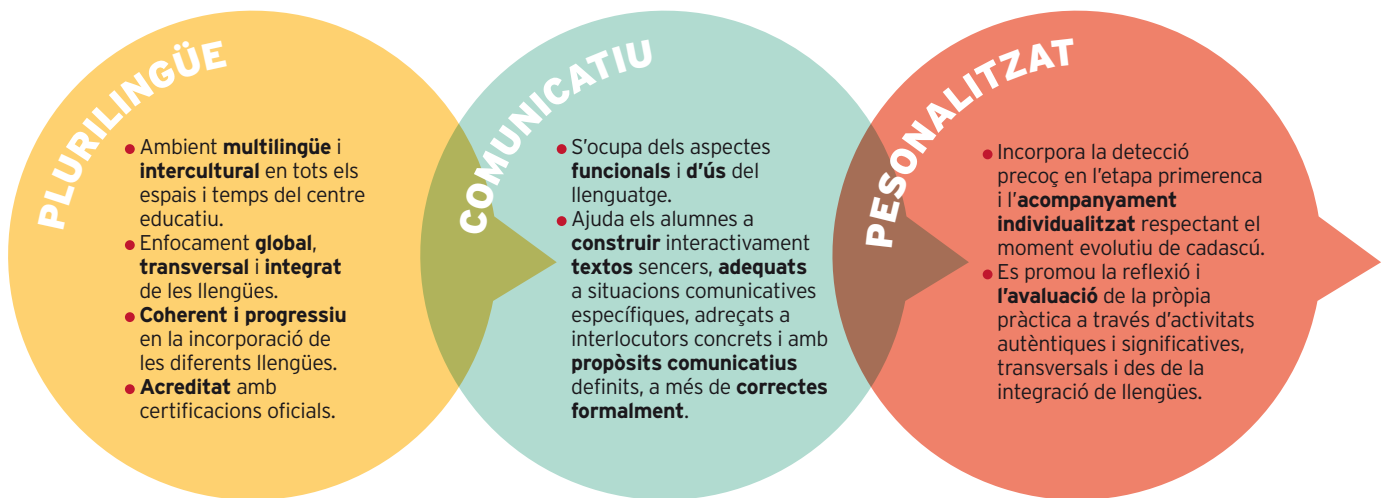 PLURILINGÜE
• Ambient multilingüe i
intercultural en tots els
espais i temps del centre
educatiu.
• Enfocament global,
transversal i integrat
de les llengües.
• Coherent i progressiu
en la incorporació de
les diferents llengües.
• Acreditat amb
certificacions oficials.
COMUNICATIU
• S'ocupa dels aspectes
funcionals i d'ús del
llenguatge.
• Ajuda els alumnes a
construir interactivament
textos sencers, adequats
a situacions comunicatives
específiques, adreçats a
interlocutors concrets i amb
propòsits comunicatius
definits, a més de correctes
formalment.
PESONALITZAT
• Incorpora la detecció
precoç en l'etapa primerenca
i l'acompanyament
individualitzat respectant el
moment evolutiu de cadascú.
• Es promou la reflexió i
l'avaluació de la pròpia
pràctica a través d'activitats
autèntiques i significatives,
transversals i des de la
integració de llengües.